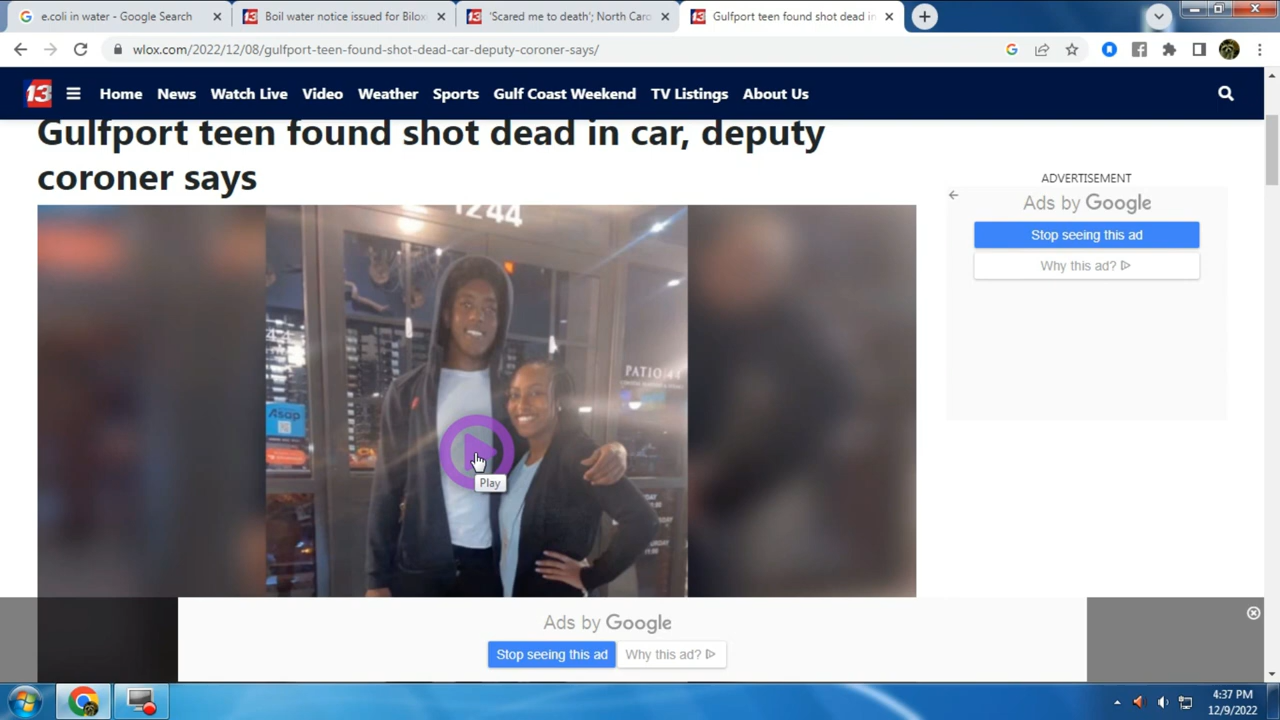 e.coli in water - Google Search
Boil water notice issued for Bilox
'Scared me to death'; North Caro
Gulfport teen found shot dead in
wlox.com/2022/12/08/gulfport-teen-found-shot-dead-car-deputy-coroner-says/
13
Home News Watch Live Video Weather Sports Gulf Coast Weekend TV Listings About Us
Gulfport teen found shot dead in car, deputy
coroner says
ADVERTISEMENT
Ads by Google
Stop seeing this ad
Why this ad?
1244
PATIO 44
Asap
Play
Ads by Google
Stop seeing this ad Why this ad?
4:37 PM
12/9/2022